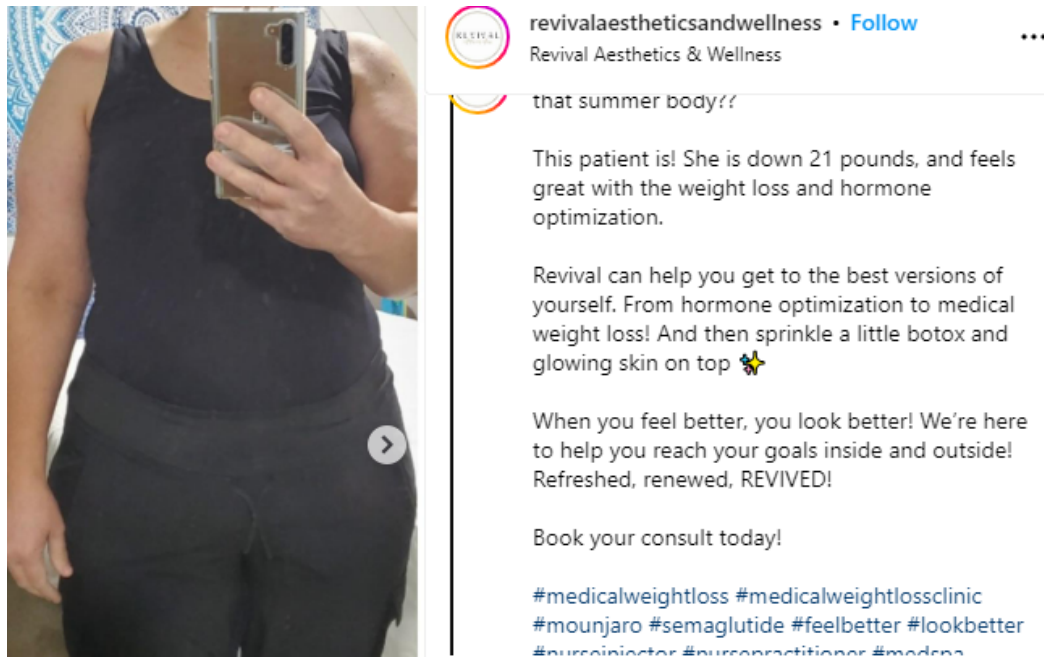 REVIVAL
revivalaestheticsandwellness • Follow
Revival Aesthetics & Wellness
that summer body??
This patient is! She is down 21 pounds, and feels
great with the weight loss and hormone
optimization.
Revival can help you get to the best versions of
yourself. From hormone optimization to medical
weight loss! And then sprinkle a little botox and
glowing skin on top ✨
When you feel better, you look better! We’re here
to help you reach your goals inside and outside!
Refreshed, renewed, REVIVED!
Book your consult today!
#medicalweightloss #medicalweightlossclinic
#mounjaro #semaglutide #feelbetter #lookbetter
#nurseinjector #nursepractitioner #medspa